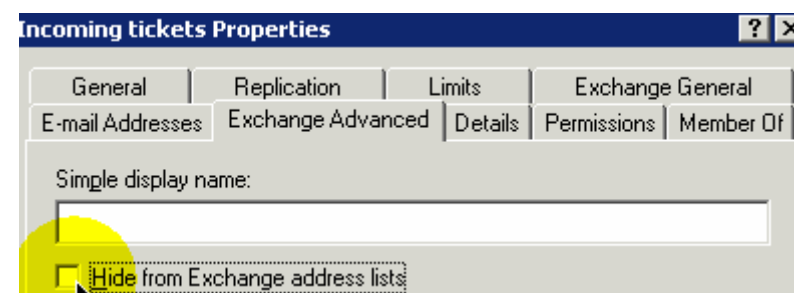 Incoming tickets Properties
General Replication Limits Exchange General
E-mail Addresses Exchange Advanced Details Permissions Member Of
Simple display name:
Hide from Exchange address lists